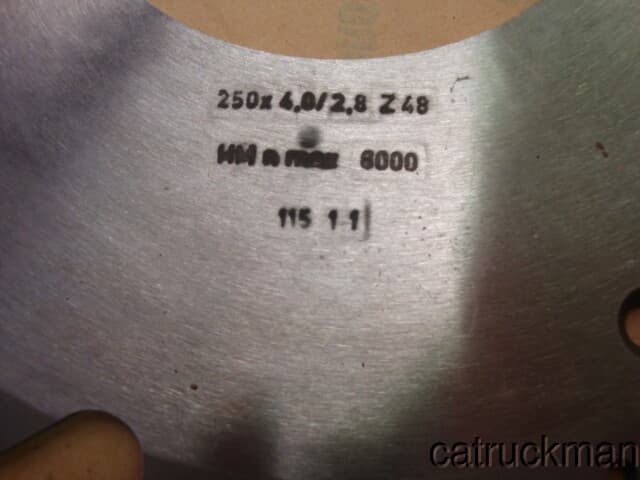 250x 4,0/2,8 Z 48
HM n max 6000
115 1 1
catruckman